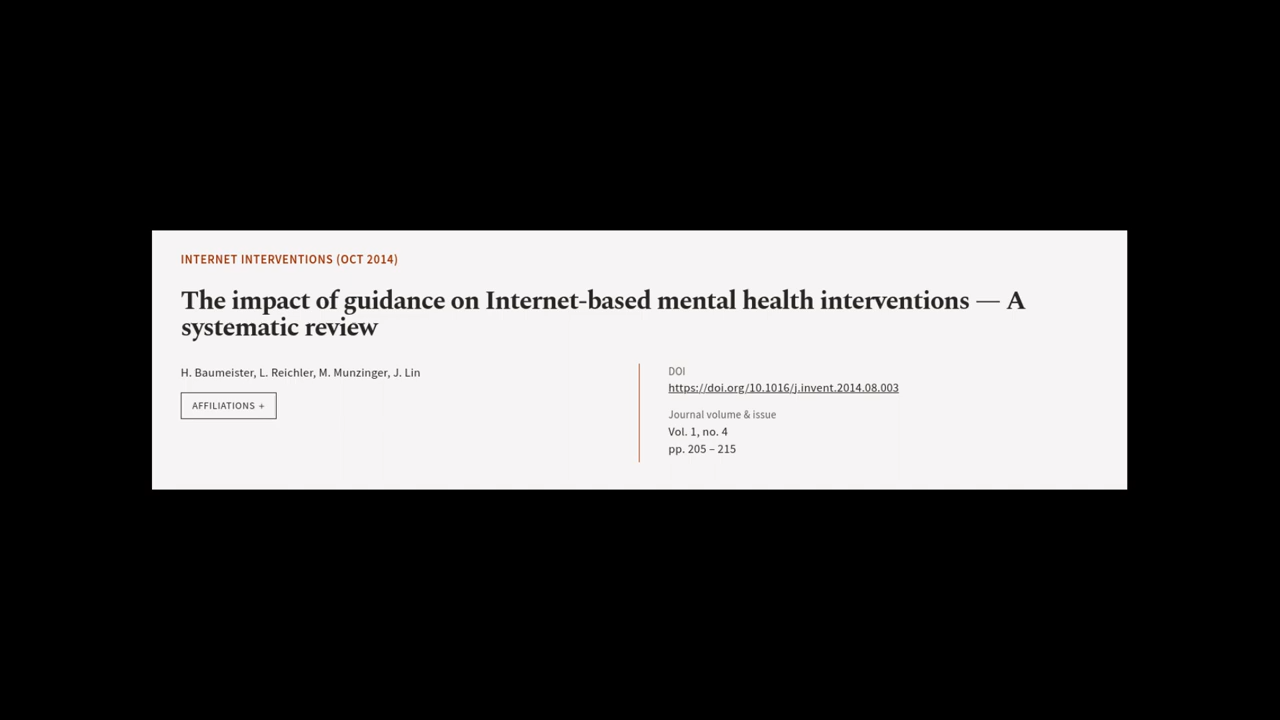 INTERNET INTERVENTIONS (OCT 2014)
The impact of guidance on Internet-based mental health interventions — A
systematic review
H. Baumeister, L. Reichler, M. Munzinger, J. Lin
AFFILIATIONS +
DOI
https://doi.org/10.1016/j.invent.2014.08.003
Journal volume & issue
Vol. 1, no. 4
pp. 205 – 215